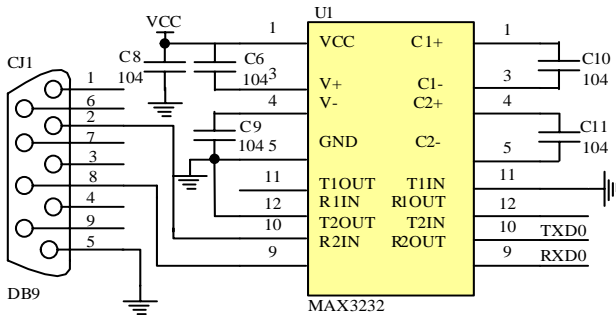 VCC
U1
1
VCC
C1+
1
C8
104
C6
104
C10
104
CJ1
3
V+
C1-
3
4
V-
C2+
4
C9
104
C11
104
5
GND
C2-
5
1
6
2
7
3
8
4
9
5
11
T1OUT
T1IN
11
R1IN
R1OUT
12
T2OUT
T2IN
12
10
R2IN
R2OUT
10
TXD0
9
9
RXD0
DB9
MAX3232